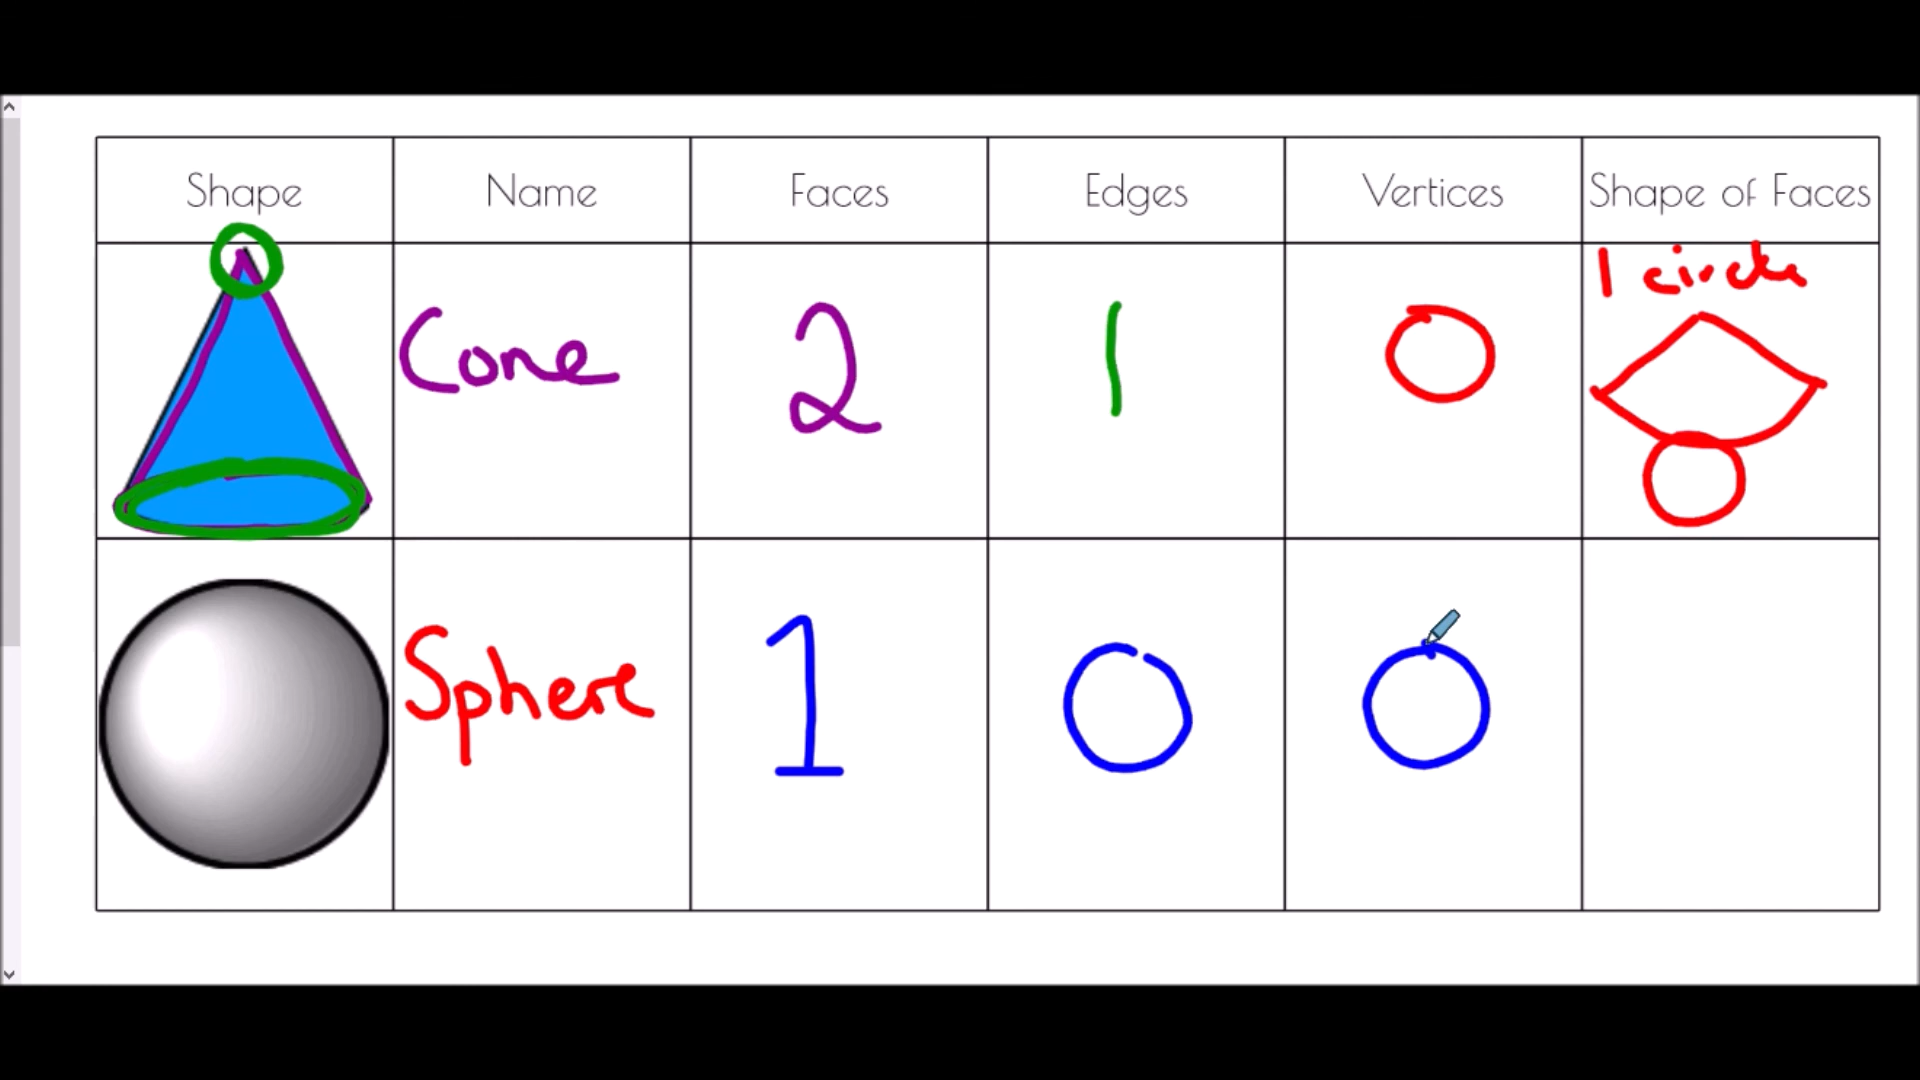 Shape Name Faces Edges Vertices Shape of Faces
Cone 2 1 0 1 circle
Sphere 1 0 0